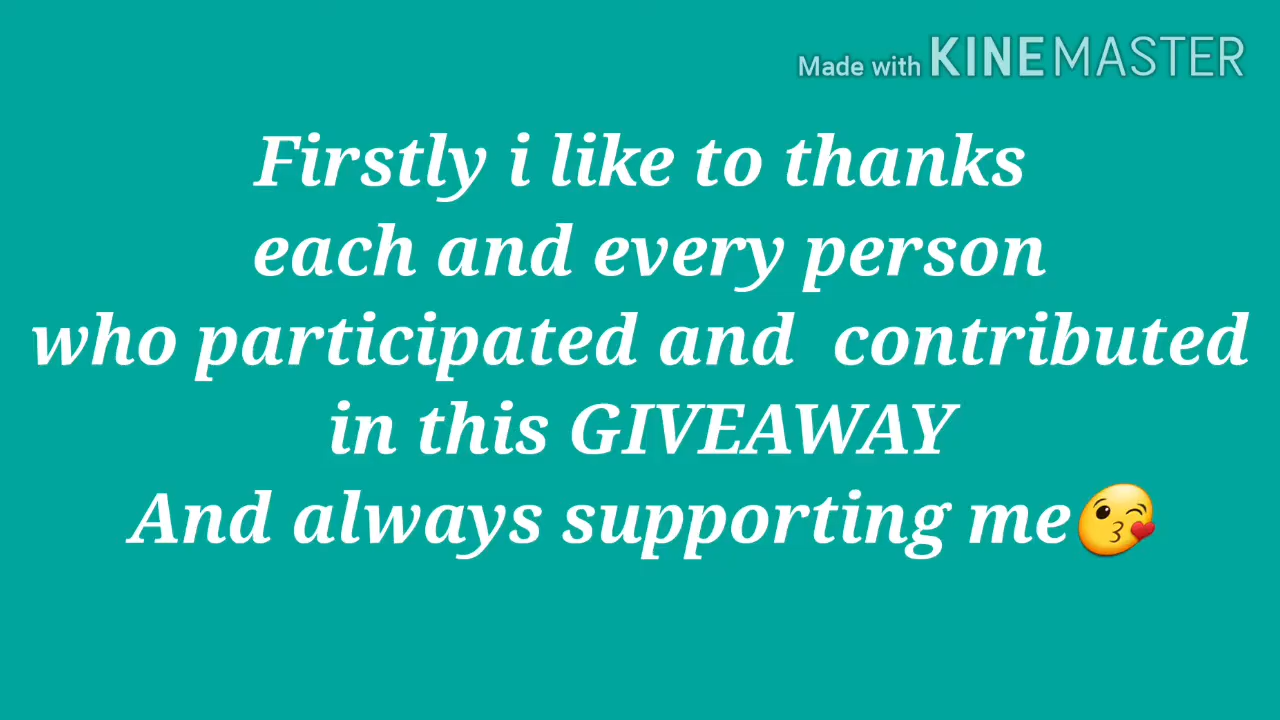 Made with KINEMASTER
Firstly i like to thanks
each and every person
who participated and contributed
in this GIVEAWAY
And always supporting me😘